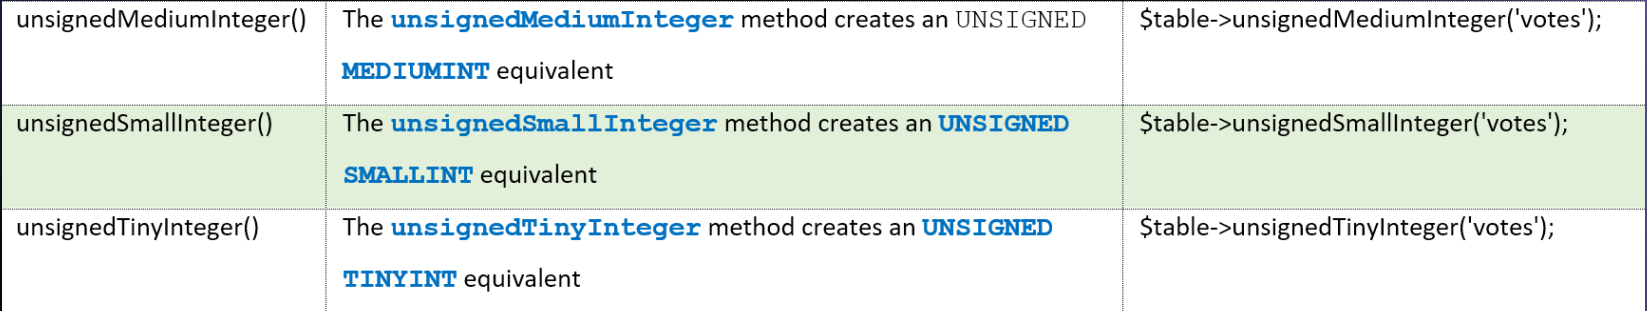 unsignedMediumInteger() The unsignedMediumInteger method creates an UNSIGNED $table->unsignedMediumInteger('votes');
MEDIUMINT equivalent
unsignedSmallInteger() The unsignedSmallInteger method creates an UNSIGNED $table->unsignedSmallInteger('votes');
SMALLINT equivalent
unsignedTinyInteger() The unsignedTinyInteger method creates an UNSIGNED $table->unsignedTinyInteger('votes');
TINYINT equivalent